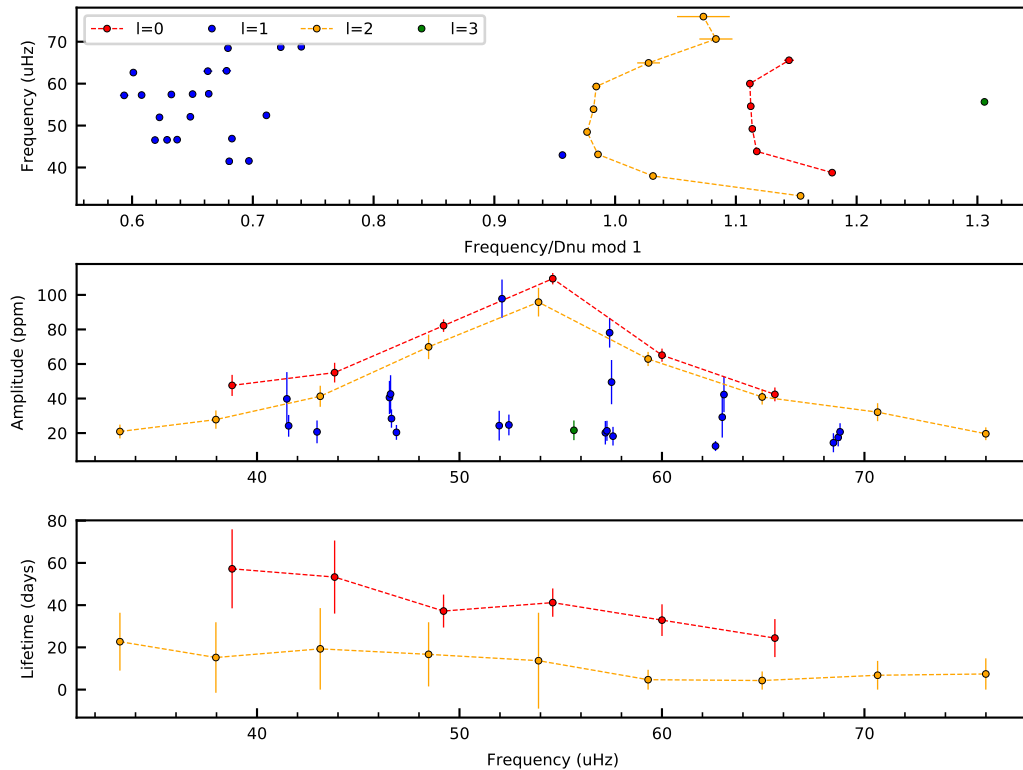 l=0 l=1 l=2 l=3
Frequency (uHz)
70
60
50
40
0.6 0.7 0.8 0.9 1.0 1.1 1.2 1.3
Frequency/Dnu mod 1
Amplitude (ppm)
100
80
60
40
20
40 50 60 70
Lifetime (days)
80
60
40
20
0
40 50 60 70
Frequency (uHz)